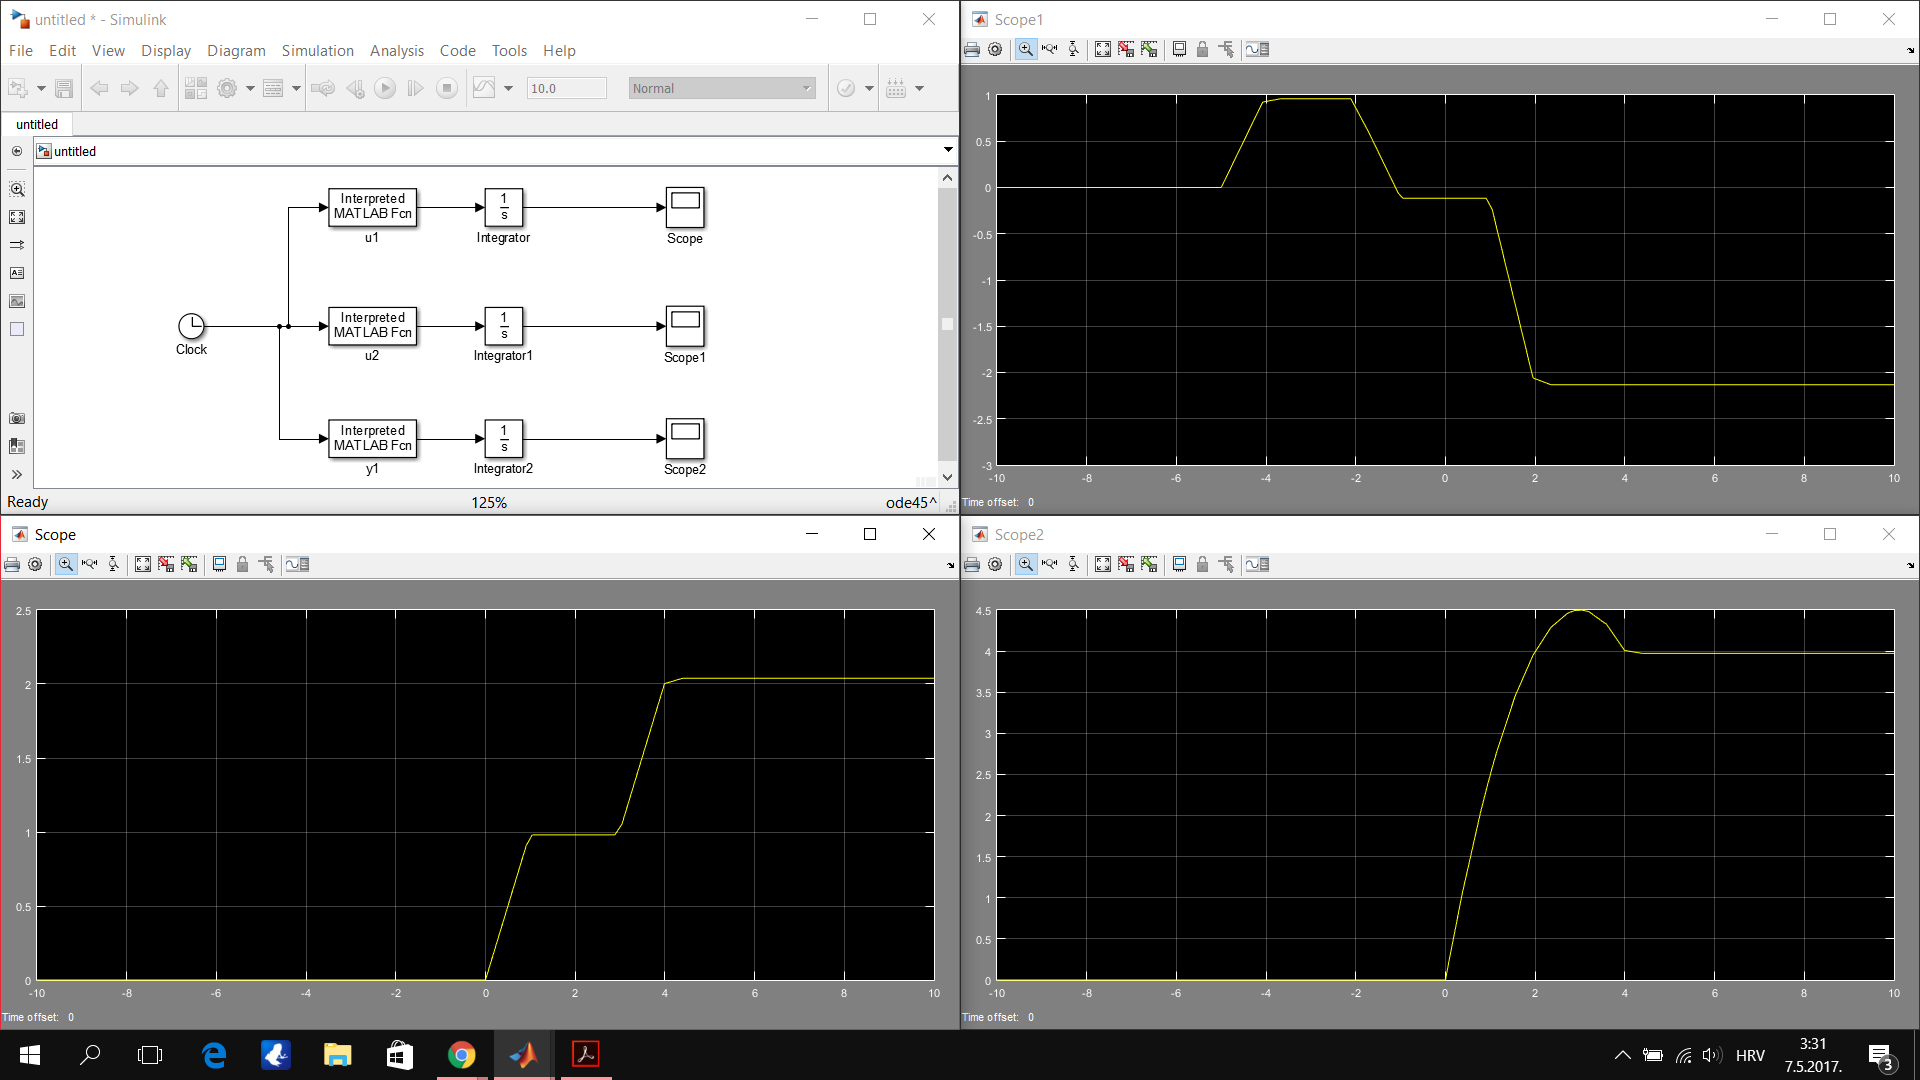 untitled * - Simulink
File Edit View Display Diagram Simulation Analysis Code Tools Help
10.0 Normal
untitled
untitled
Interpreted
MATLAB Fcn
u1
1
s
Integrator
Scope
Clock
Interpreted
MATLAB Fcn
u2
1
s
Integrator1
Scope1
Interpreted
MATLAB Fcn
y1
1
s
Integrator2
Scope2
Ready 125% ode45^
Scope1
1
0.5
0
-0.5
-1
-1.5
-2
-2.5
-3
-10 -8 -6 -4 -2 0 2 4 6 8 10
Time offset: 0
Scope
2.5
2
1.5
1
0.5
0
-10 -8 -6 -4 -2 0 2 4 6 8 10
Time offset: 0
Scope2
4.5
4
3.5
3
2.5
2
1.5
1
0.5
0
-10 -8 -6 -4 -2 0 2 4 6 8 10
Time offset: 0
HRV
3:31
7.5.2017.
3